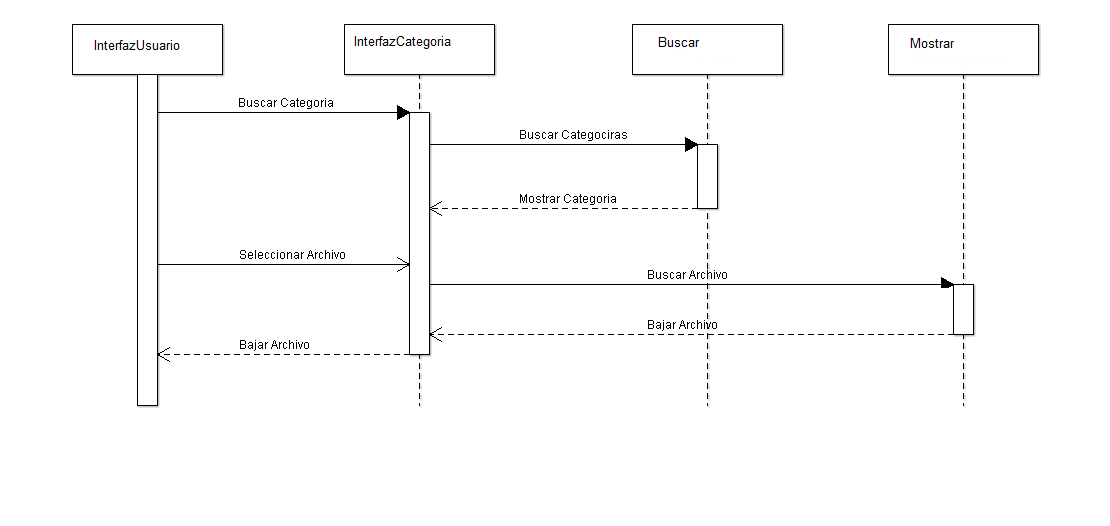 InterfazUsuario
InterfazCategoria
Buscar
Mostrar
Buscar Categoria
Buscar Categociras
Mostrar Categoria
Seleccionar Archivo
Buscar Archivo
Bajar Archivo
Bajar Archivo